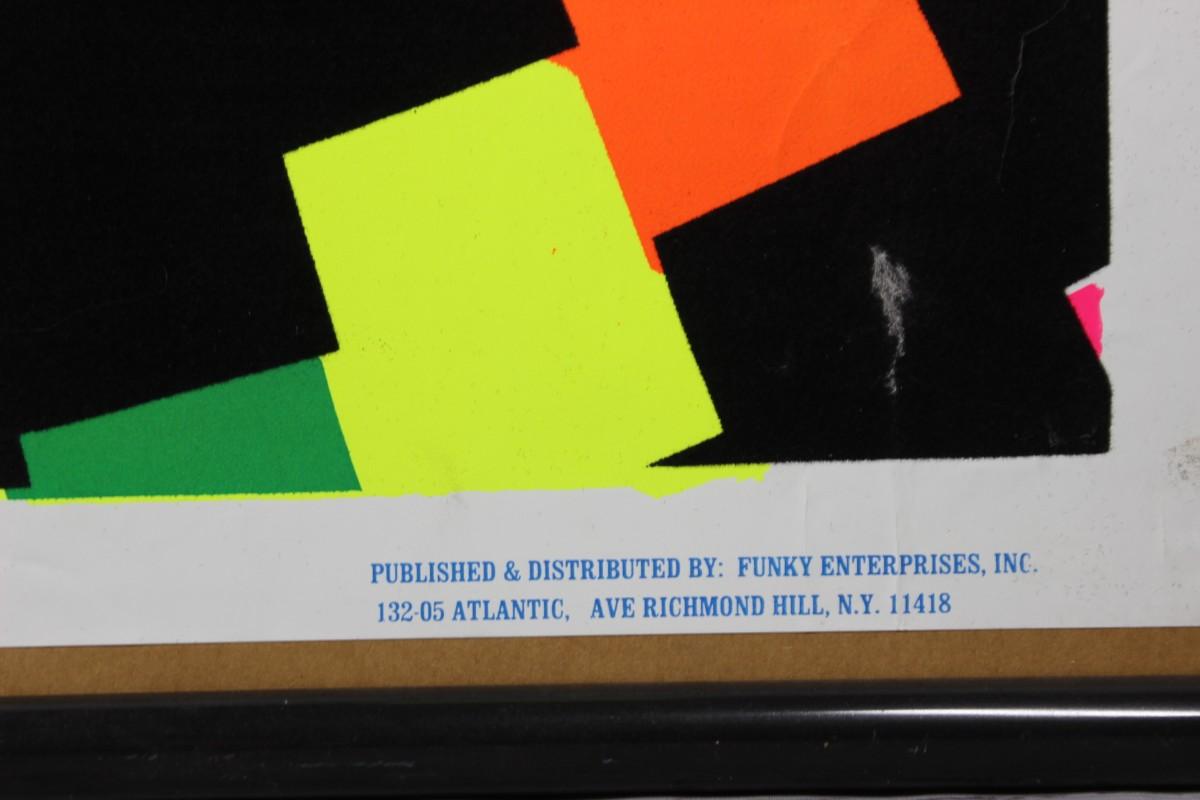 PUBLISHED & DISTRIBUTED BY: FUNKY ENTERPRISES, INC.
132-05 ATLANTIC, AVE RICHMOND HILL, N.Y. 11418